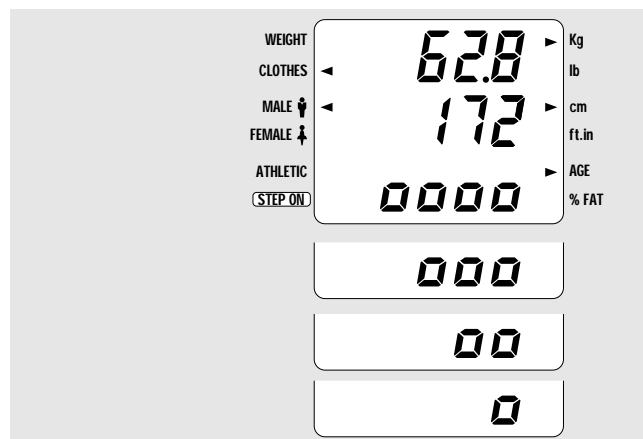 WEIGHT 62.8 Kg
CLOTHES lb
MALE 172 cm
FEMALE ft.in
ATHLETIC AGE
STEP ON 0000 % FAT
000
00
0